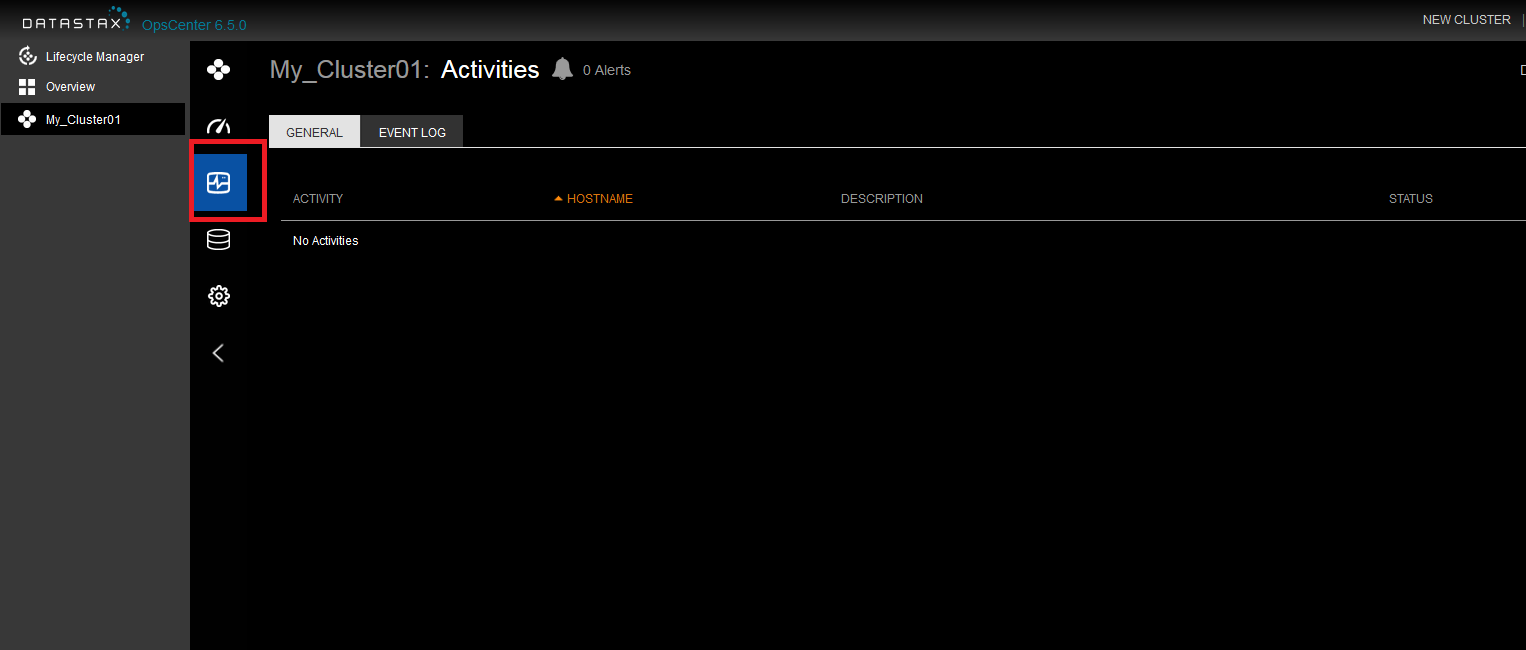 DATASTAX OpsCenter 6.5.0
NEW CLUSTER |
Lifecycle Manager
Overview
My_Cluster01
My_Cluster01: Activities 0 Alerts
GENERAL EVENT LOG
ACTIVITY HOSTNAME DESCRIPTION STATUS
No Activities